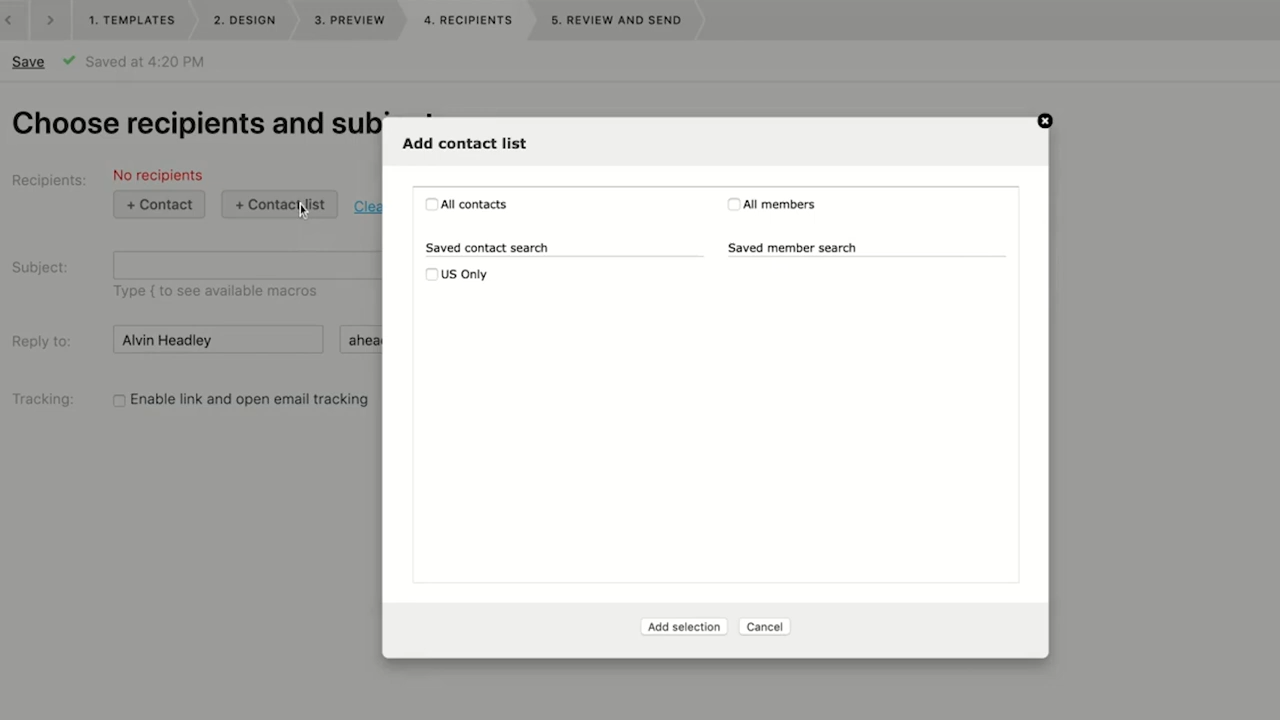 1. TEMPLATES 2. DESIGN 3. PREVIEW 4. RECIPIENTS 5. REVIEW AND SEND
Save Saved at 4:20 PM
Choose recipients and
Add contact list
Recipients: No recipients
+ Contact + Contact list
All contacts All members
Saved contact search Saved member search
US Only
Subject:
Type { to see available macros
Reply to: Alvin Headley
Tracking: Enable link and open email tracking
Add selection Cancel